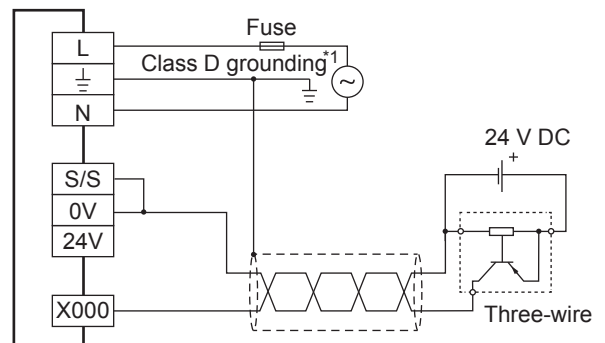 L
Fuse
Class D grounding*1
N
S/S
0V
24V
X000
24 V DC
+
Three-wire